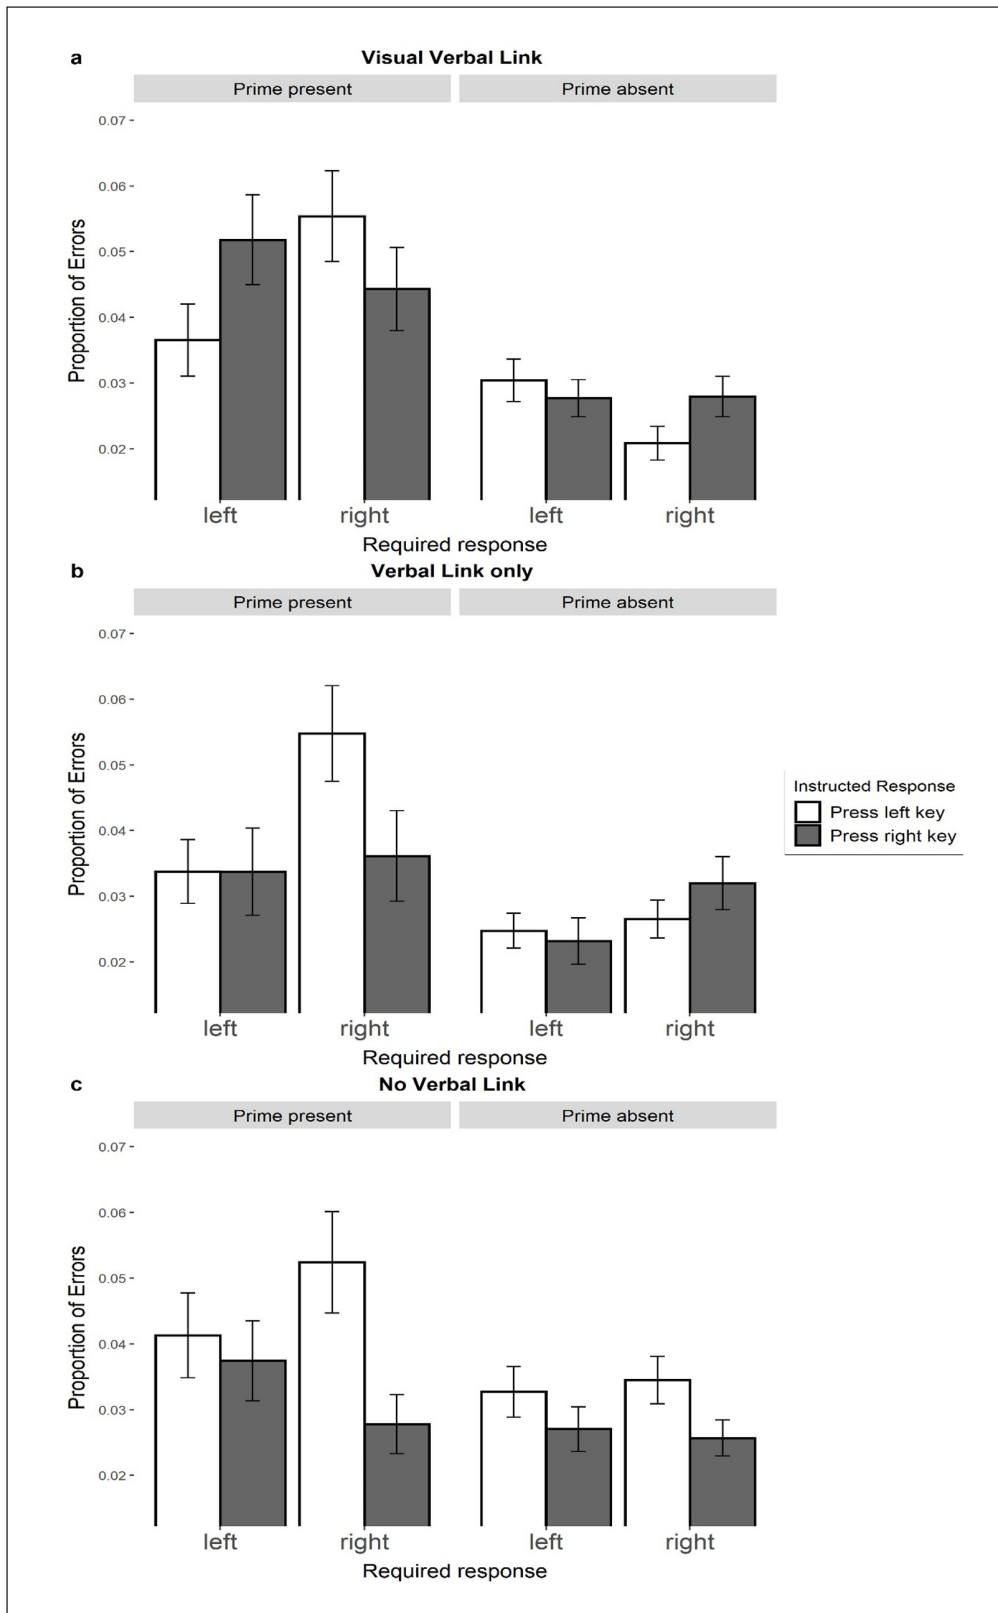 a Visual Verbal Link
Prime present Prime absent
0.07
0.06
0.05
0.04
0.03
0.02
Proportion of Errors
left right left right
Required response
b Verbal Link only
Prime present Prime absent
0.07
0.06
0.05
0.04
0.03
0.02
Proportion of Errors
left right left right
Required response
Instructed Response
Press left key
Press right key
c No Verbal Link
Prime present Prime absent
0.07
0.06
0.05
0.04
0.03
0.02
Proportion of Errors
left right left right
Required response